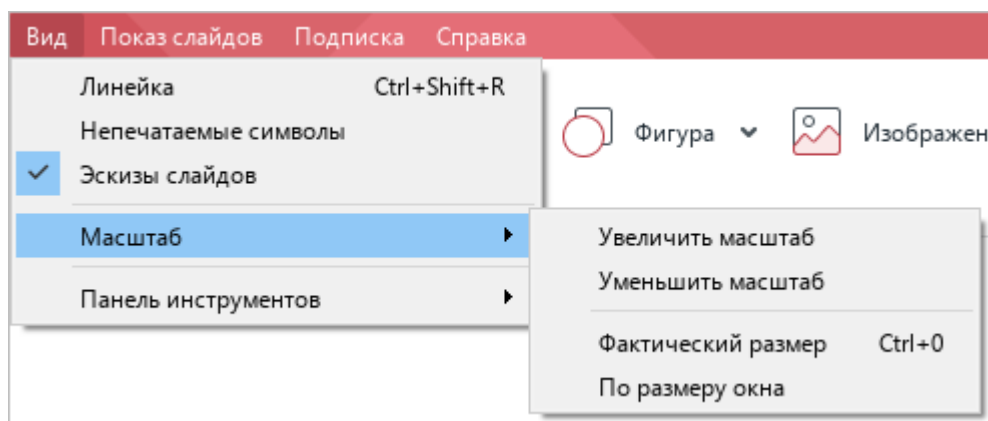 Вид Показ слайдов Подписка Справка
Линейка Ctrl+Shift+R
Непечатаемые символы
Эскизы слайдов
Масштаб
Панель инструментов
Фигура Изображен
Увеличить масштаб
Уменьшить масштаб
Фактический размер Ctrl+0
По размеру окна